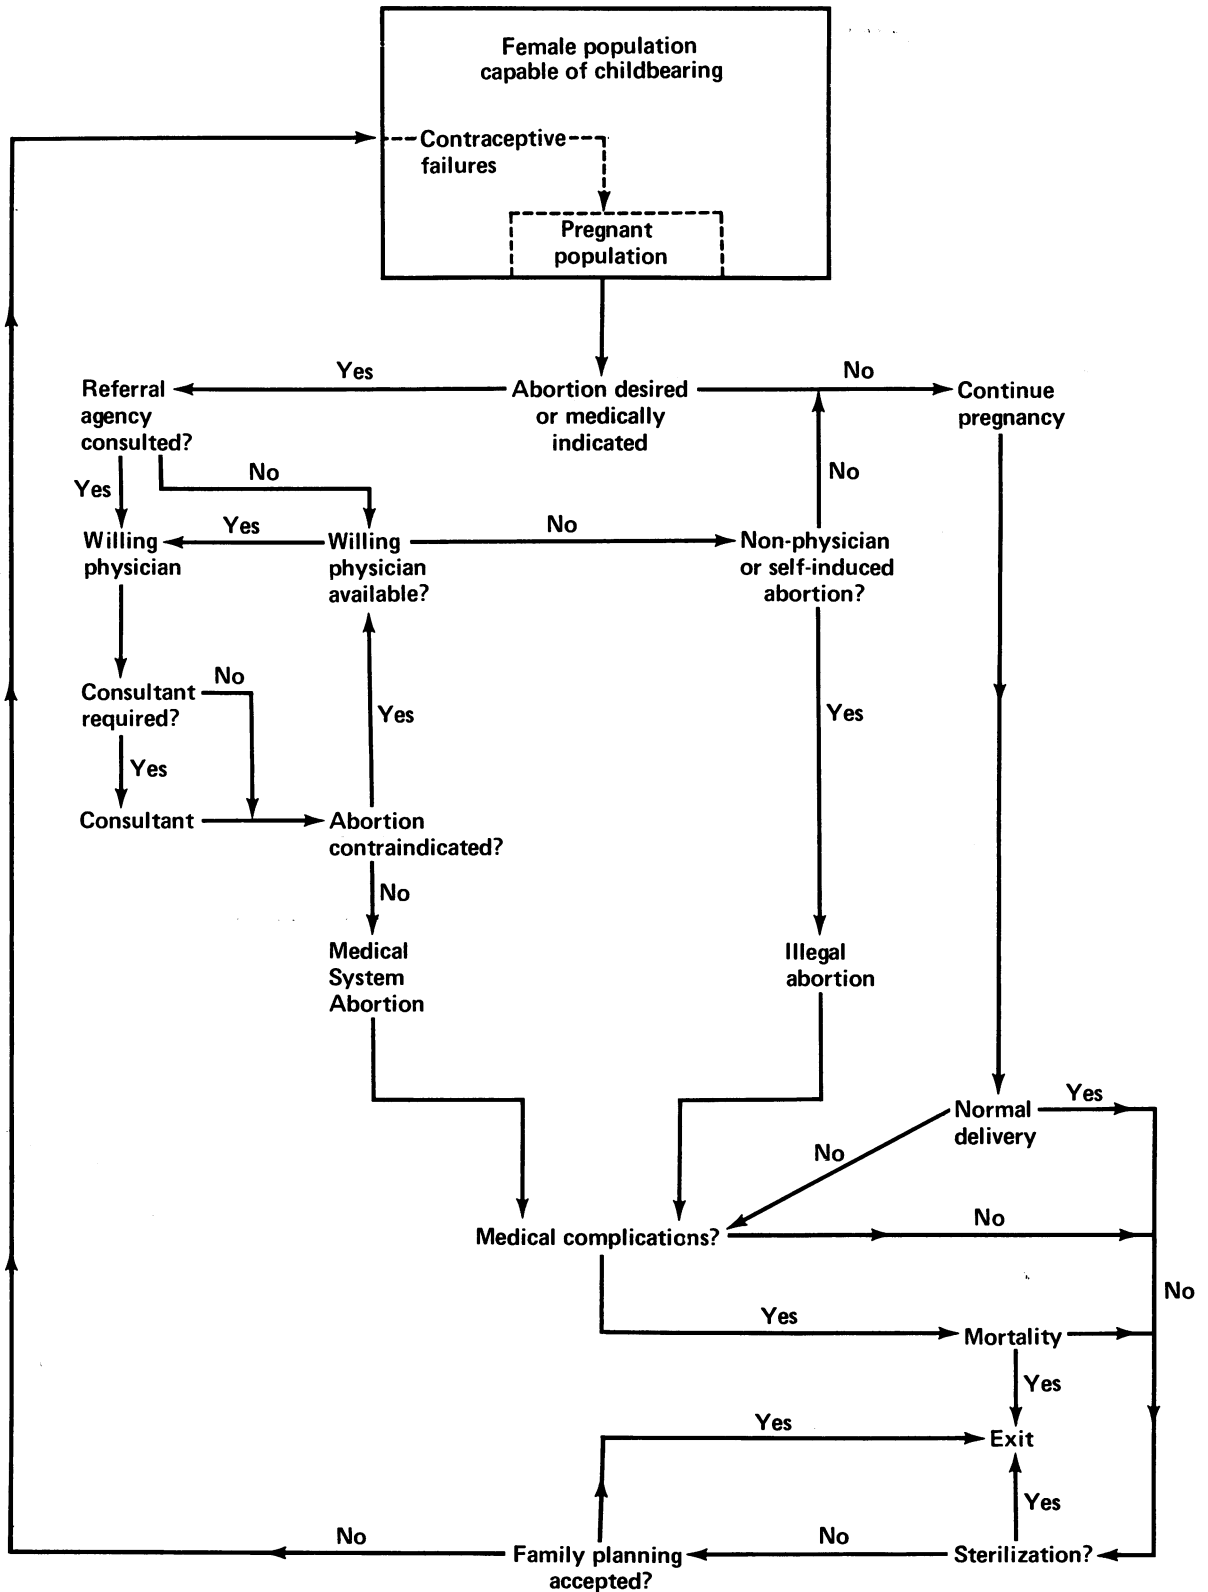 Female population
capable of childbearing
Contraceptive
failures
Pregnant
population
Yes
No
Referral
agency
consulted?
Abortion desired
or medically
indicated
Continue
pregnancy
No
No
Yes
Yes
No
Willing
physician
Willing
physician
available?
Non-physician
or self-induced
abortion?
No
Consultant
required?
Yes
Yes
Yes
Consultant
Abortion
contraindicated?
No
Medical
System
Abortion
Illegal
abortion
Yes
Normal
delivery
No
Medical complications?
No
No
Yes
Mortality
Yes
Yes
Exit
Yes
No
No
Family planning
accepted?
Sterilization?